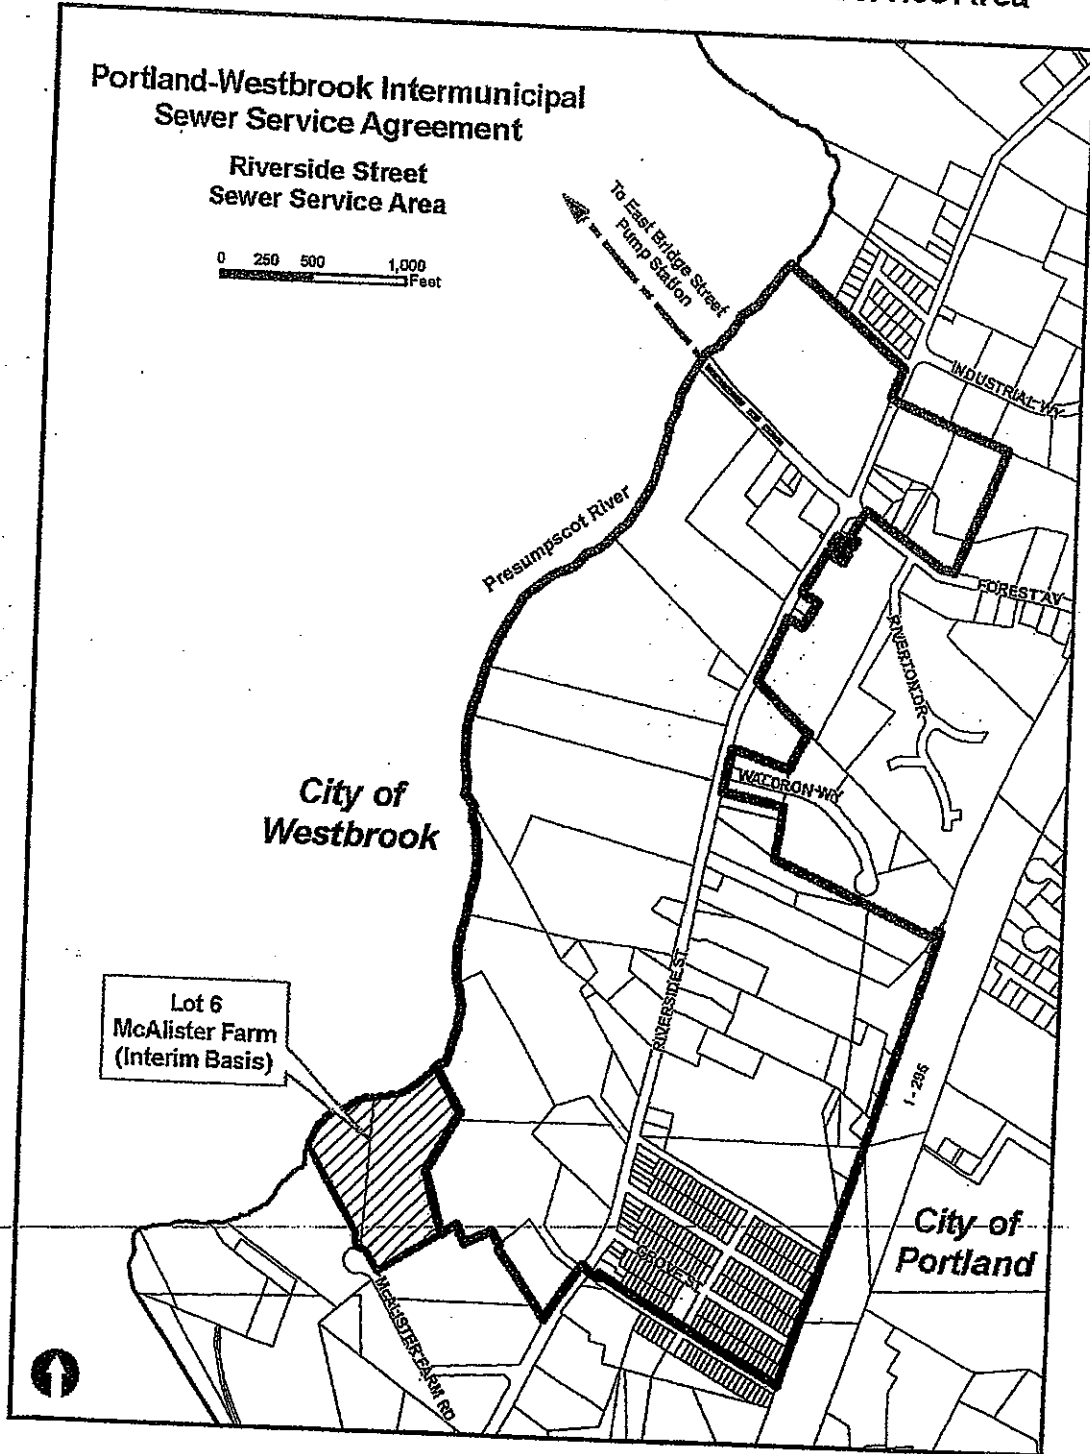 Area
Portland-Westbrook Intermunicipal
Sewer Service Agreement
Riverside Street
Sewer Service Area
0 250 500 1,000
Feet
To East Bridge Street
Pump Station
INDUSTRIAL WY
Presumpscot River
FOREST AV
RIVERTON DR
WALDRON WY
City of
Westbrook
RIVERSIDE ST
Lot 6
McAlister Farm
(Interim Basis)
I - 295
City of
Portland
GROVE ST
MCALISTER FARM RD